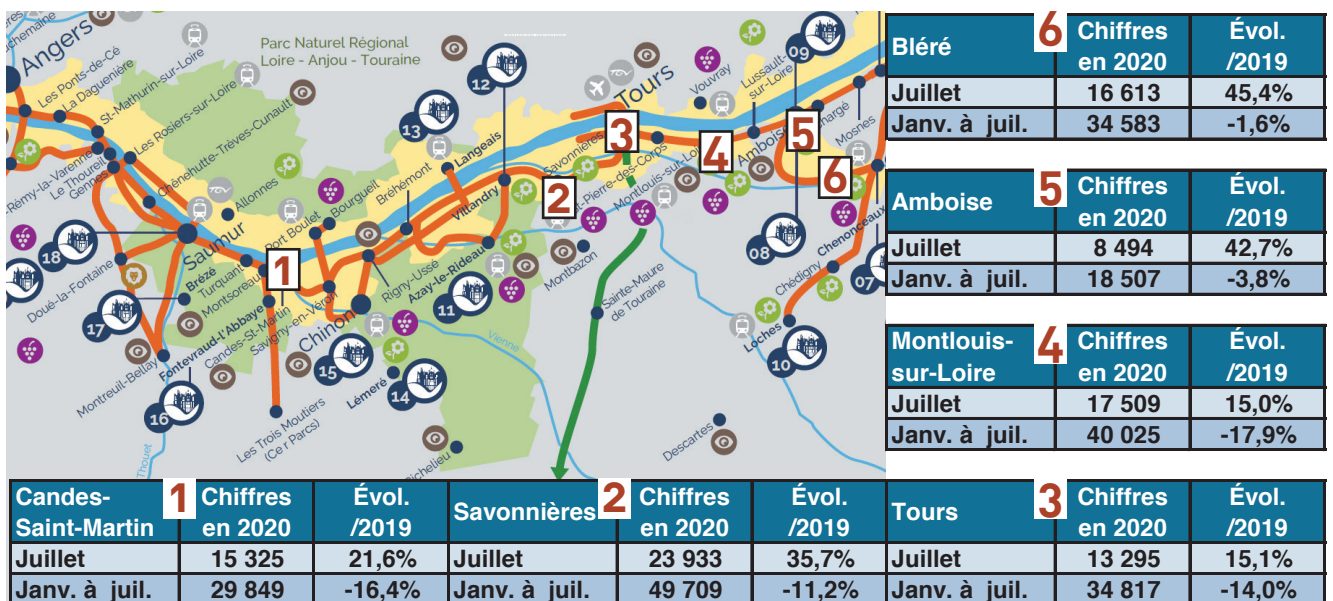 Angers
Les Ponts-de-Cé
La Daguenière
St-Mathurin-sur-Loire
Les Rosiers-sur-Loire
Chênehutte-Trèves-Cunault
Le Thoureil
Gennes
Parc Naturel Régional
Loire - Anjou - Touraine
Allonnes
Saumur
Port Boulet
Bourgueil
Bréhémont
Langeais
Villandry
Savonnières
Tours
Vouvray
Lussault-
sur-Loire
Amboise
Mosnes
Chenonceaux
Chédigny
Loches
Doué-la-Fontaine
Brézé
Turquant
Montsoreau
Fontevraud-l'Abbaye
Candes-St-Martin
Savigny-en-Véron
Chinon
Rigny-Ussé
Azay-le-Rideau
Montbazon
Sainte-Maure
de Touraine
Vienne
Montreuil-Bellay
Thouet
Les Trois Moutiers
Lémeré
Descartes
07
08
09
10
11
12
13
14
15
16
17
18
1
2
3
4
5
6
Bléré 6 Chiffres en 2020 Évol. /2019
Juillet 16 613 45,4%
Janv. à juil. 34 583 -1,6%
Amboise 5 Chiffres en 2020 Évol. /2019
Juillet 8 494 42,7%
Janv. à juil. 18 507 -3,8%
Montlouis-sur-Loire 4 Chiffres en 2020 Évol. /2019
Juillet 17 509 15,0%
Janv. à juil. 40 025 -17,9%
Candes-Saint-Martin 1 Chiffres en 2020 Évol. /2019
Juillet 15 325 21,6%
Janv. à juil. 29 849 -16,4%
Savonnières 2 Chiffres en 2020 Évol. /2019
Juillet 23 933 35,7%
Janv. à juil. 49 709 -11,2%
Tours 3 Chiffres en 2020 Évol. /2019
Juillet 13 295 15,1%
Janv. à juil. 34 817 -14,0%